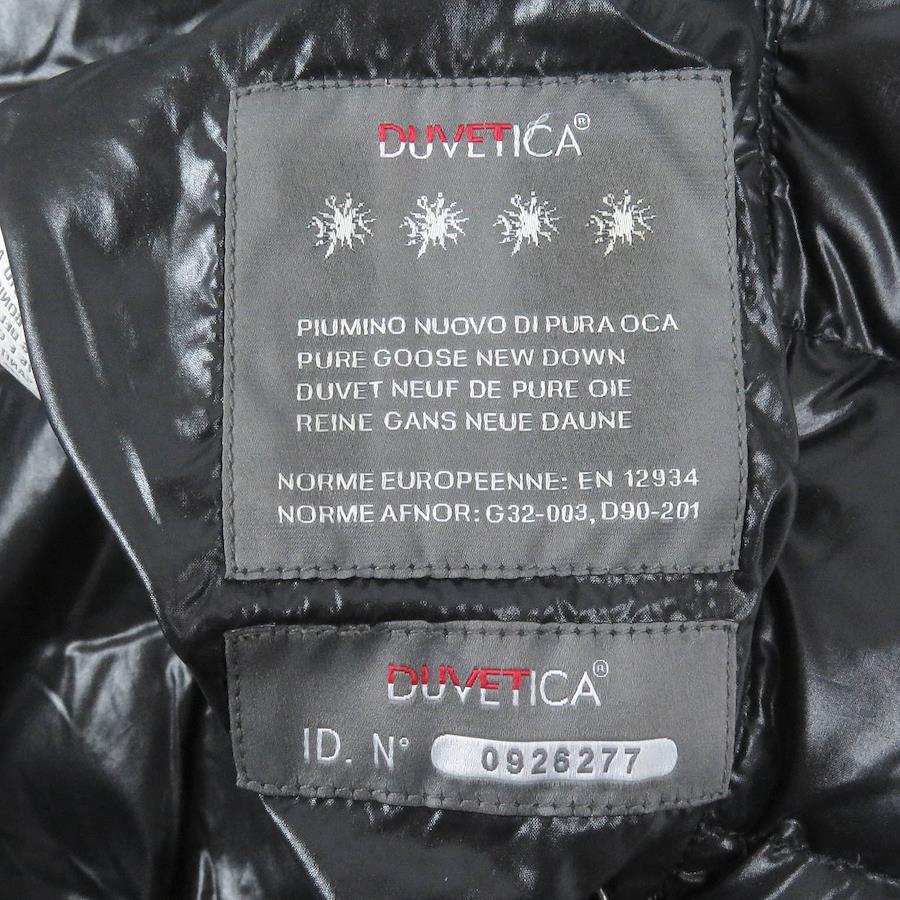 DUVETICA®
PIUMINO NUOVO DI PURA OCA
PURE GOOSE NEW DOWN
DUVET NEUF DE PURE OIE
REINE GANS NEUE DAUNE
NORME EUROPEENNE: EN 12934
NORME AFNOR: G32-003, D90-201
DUVETICA®
ID. N° 0926277